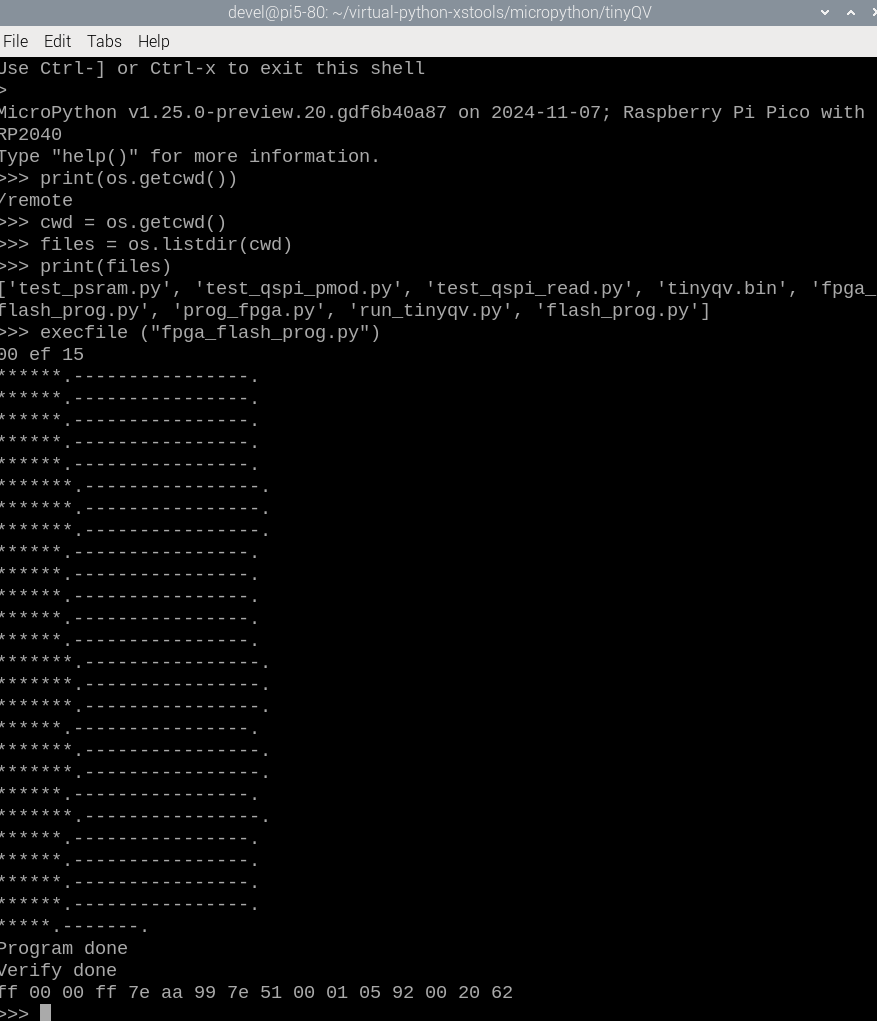 devel@pi5-80: ~/virtual-python-xstools/micropython/tinyQV
File Edit Tabs Help
Use Ctrl-] or Ctrl-x to exit this shell
>
MicroPython v1.25.0-preview.20.gdf6b40a87 on 2024-11-07; Raspberry Pi Pico with
RP2040
Type "help()" for more information.
>>> print(os.getcwd())
/remote
>>> cwd = os.getcwd()
>>> files = os.listdir(cwd)
>>> print(files)
['test_psram.py', 'test_qspi_pmod.py', 'test_qspi_read.py', 'tinyqv.bin', 'fpga_
flash_prog.py', 'prog_fpga.py', 'run_tinyqv.py', 'flash_prog.py']
>>> execfile ("fpga_flash_prog.py")
00 ef 15
******.----------------.
******.----------------.
******.----------------.
******.----------------.
******.----------------.
*******.----------------.
*******.----------------.
*******.----------------.
******.----------------.
******.----------------.
******.----------------.
******.----------------.
******.----------------.
*******.----------------.
*******.----------------.
*******.----------------.
******.----------------.
*******.----------------.
*******.----------------.
******.----------------.
*******.----------------.
******.----------------.
******.----------------.
******.----------------.
******.----------------.
*****.-------.
Program done
Verify done
ff 00 00 ff 7e aa 99 7e 51 00 01 05 92 00 20 62
>>>